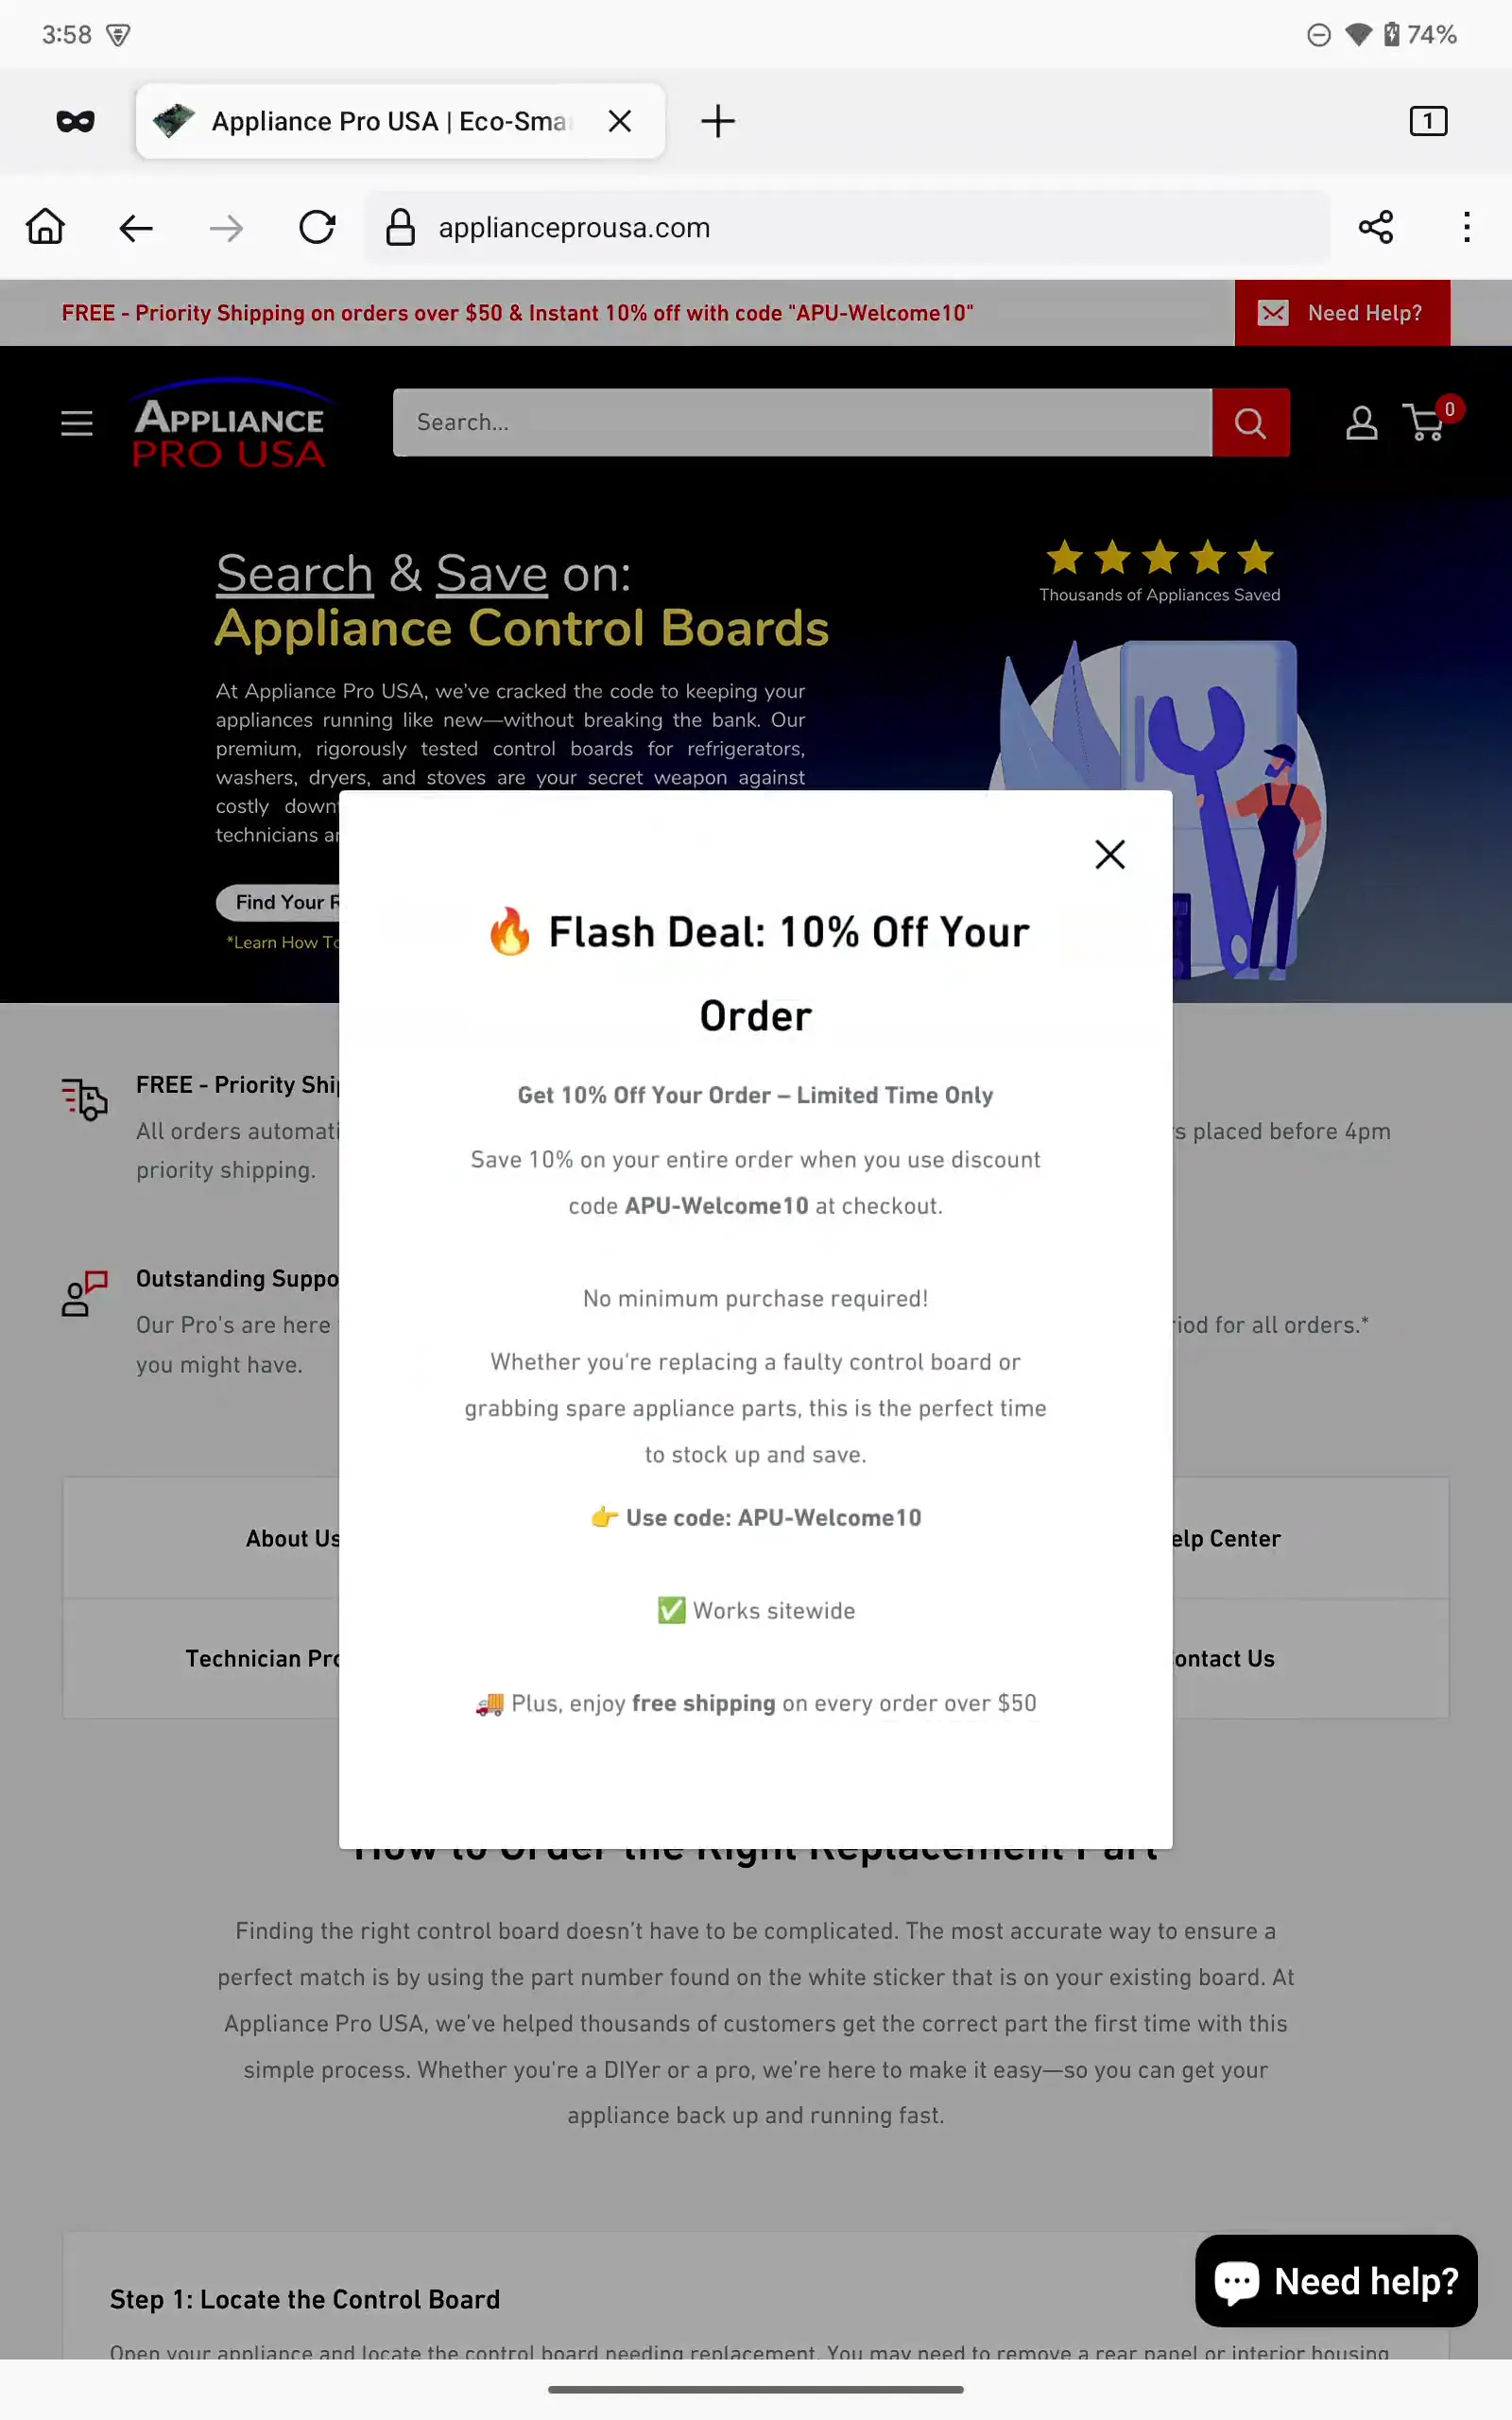 3:58
74%
Appliance Pro USA | Eco-Sma
1
applianceprousa.com
FREE - Priority Shipping on orders over $50 & Instant 10% off with code "APU-Welcome10"
Need Help?
APPLIANCE
PRO USA
Search...
0
Search & Save on:
Appliance Control Boards
Thousands of Appliances Saved
At Appliance Pro USA, we've cracked the code to keeping your
appliances running like new—without breaking the bank. Our
premium, rigorously tested control boards for refrigerators,
washers, dryers, and stoves are your secret weapon against
costly down
technicians
Find Your
*Learn How To
🔥 Flash Deal: 10% Off Your
Order
Get 10% Off Your Order – Limited Time Only
Save 10% on your entire order when you use discount
code APU-Welcome10 at checkout.
No minimum purchase required!
Whether you're replacing a faulty control board or
grabbing spare appliance parts, this is the perfect time
to stock up and save.
👉 Use code: APU-Welcome10
✅ Works sitewide
🚚 Plus, enjoy free shipping on every order over $50
FREE - Priority Ship
All orders automati
priority shipping.
s placed before 4pm
Outstanding Suppo
Our Pro's are here
you might have.
iod for all orders.*
About Us
elp Center
Technician Pro
ontact Us
How to Order the Right Replacement Part
Finding the right control board doesn't have to be complicated. The most accurate way to ensure a
perfect match is by using the part number found on the white sticker that is on your existing board. At
Appliance Pro USA, we've helped thousands of customers get the correct part the first time with this
simple process. Whether you're a DIYer or a pro, we're here to make it easy—so you can get your
appliance back up and running fast.
Need help?
Step 1: Locate the Control Board
Open your appliance and locate the control board needing replacement. You may need to remove a rear panel or interior housing